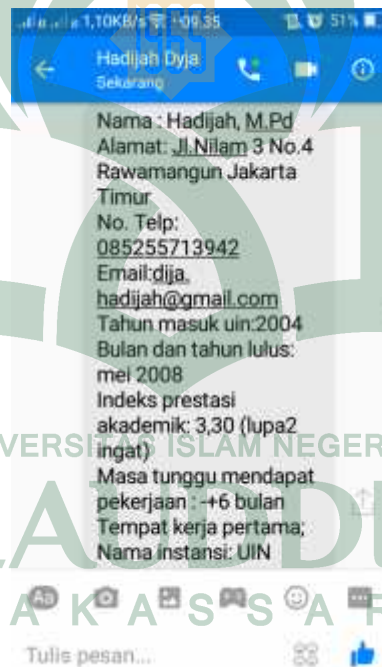 1,10KB/s 09.35 51%
Hadijah Dyja
Sekarang
Nama : Hadijah, M.Pd
Alamat: Jl.Nilam 3 No.4
Rawamangun Jakarta
Timur
No. Telp:
085255713942
Email:dija,
hadijah@gmail.com
Tahun masuk uin:2004
Bulan dan tahun lulus:
mei 2008
Indeks prestasi
akademik: 3,30 (lupa2
ingat)
Masa tunggu mendapat
pekerjaan : -+6 bulan
Tempat kerja pertama;
Nama instansi: UIN
Aa
Tulis pesan...
VERSITAS ISLAM NEGER
AKASSA